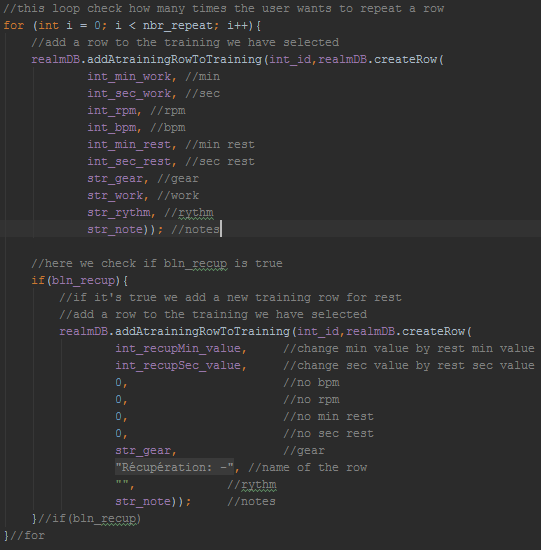 //this loop check how many times the user wants to repeat a row
for (int i = 0; i < nbr_repeat; i++){
//add a row to the training we have selected
realmDB.addAtrainingRowToTraining(int_id,realmDB.createRow(
int_min_work, //min
int_sec_work, //sec
int_rpm, //rpm
int_bpm, //bpm
int_min_rest, //min rest
int_sec_rest, //sec rest
str_gear, //gear
str_work, //work
str_rythm, //rythm
str_note)); //notes
//here we check if bln_recup is true
if(bln_recup){
//if it's true we add a new training row for rest
//add a row to the training we have selected
realmDB.addAtrainingRowToTraining(int_id,realmDB.createRow(
int_recupMin_value, //change min value by rest min value
int_recupSec_value, //change sec value by rest sec value
0, //no bpm
0, //no rpm
0, //no min rest
0, //no sec rest
str_gear, //gear
"Récupération: -", //name of the row
"", //rythm
str_note)); //notes
}//if(bln_recup)
}//for